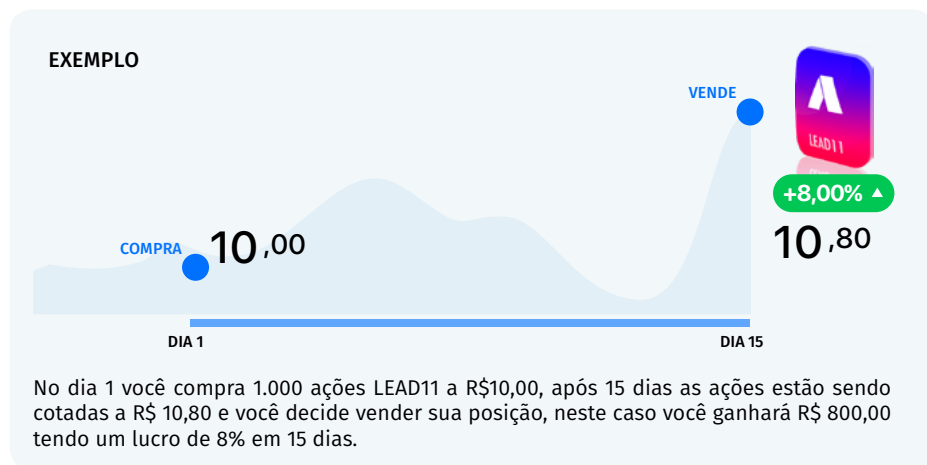 EXEMPLO
VENDE
LEAD11
+8,00%
10,80
COMPRA
10,00
DIA 1
DIA 15
No dia 1 você compra 1.000 ações LEAD11 a R$10,00, após 15 dias as ações estão sendo
cotadas a R$ 10,80 e você decide vender sua posição, neste caso você ganhará R$ 800,00
tendo um lucro de 8% em 15 dias.